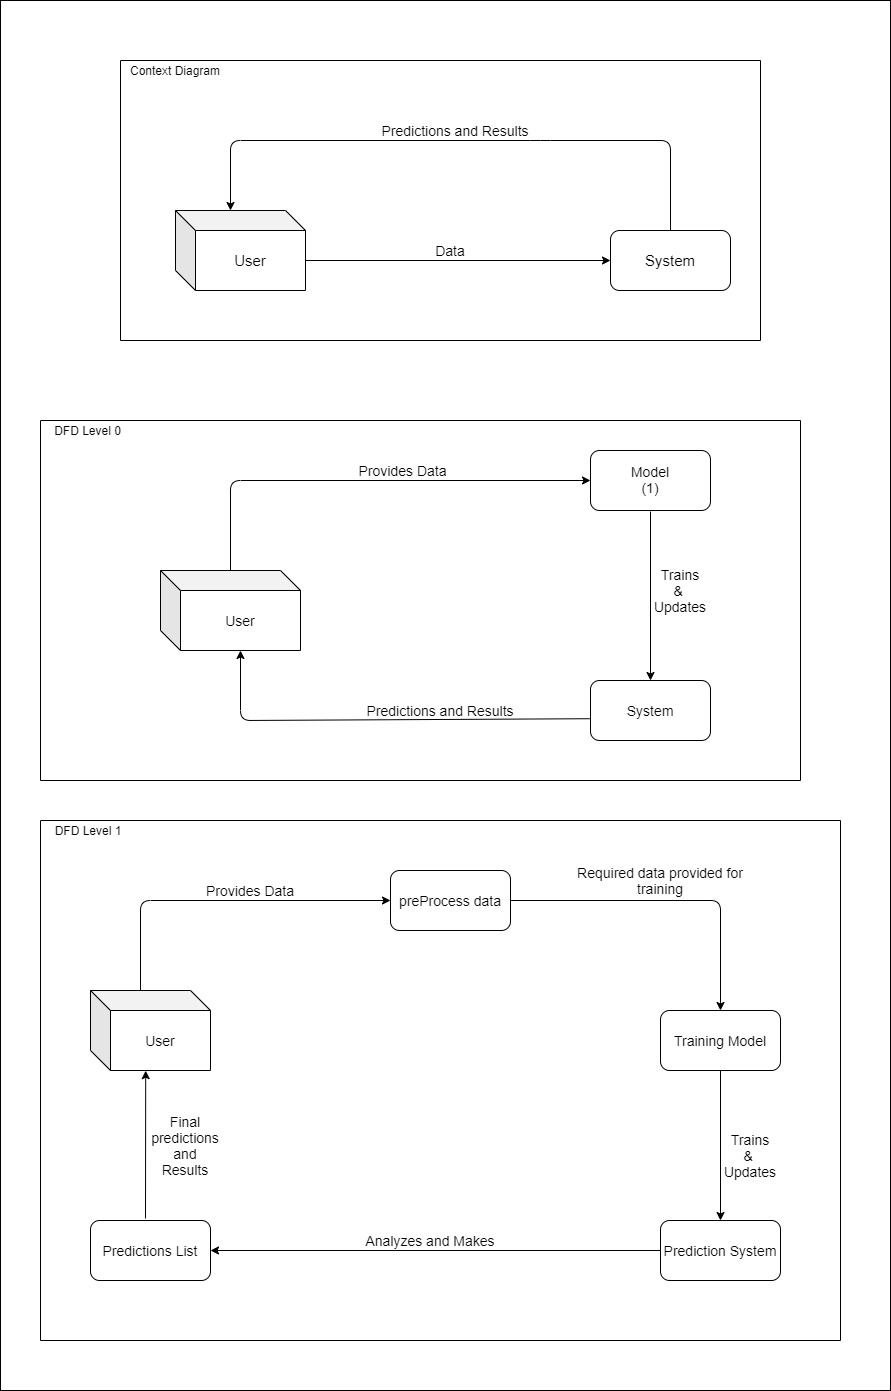 Context Diagram
Predictions and Results
User
Data
System
DFD Level 0
Provides Data
Model
(1)
Trains
&
Updates
User
Predictions and Results
System
DFD Level 1
Provides Data
preProcess data
Required data provided for
training
User
Training Model
Final
predictions
and
Results
Trains
&
Updates
Predictions List
Analyzes and Makes
Prediction System